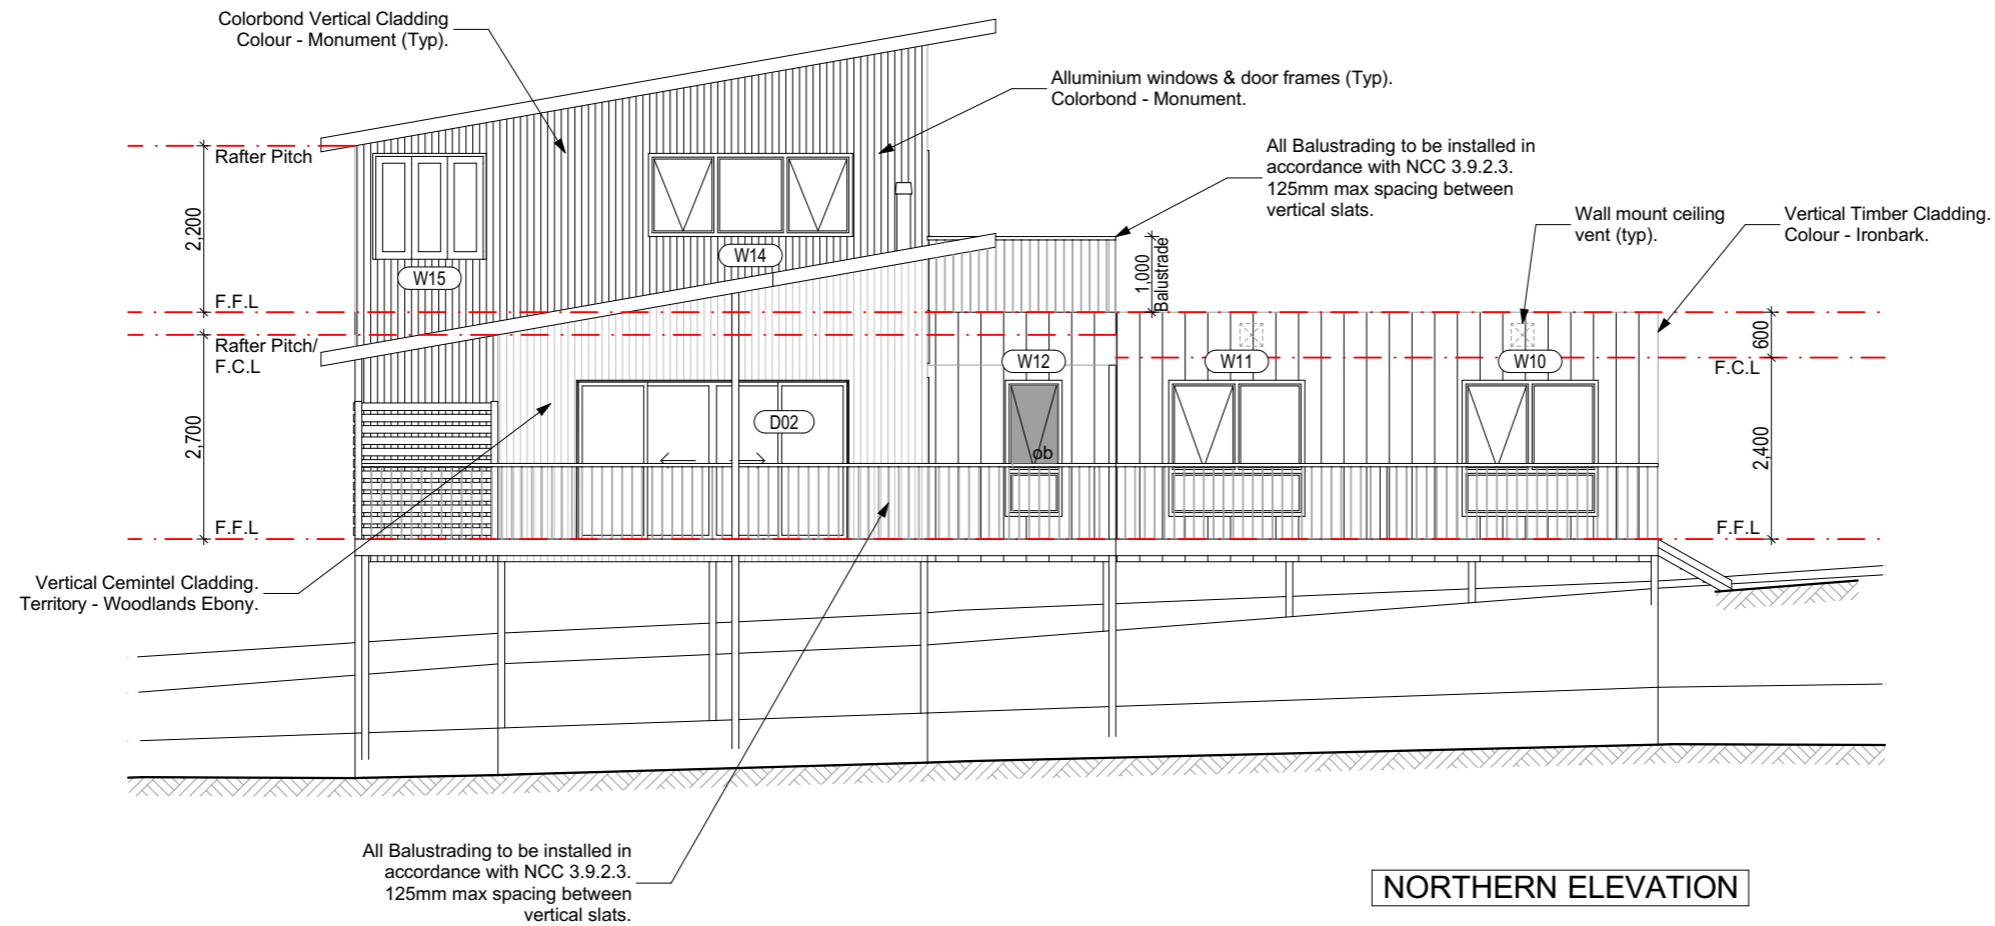 Colorbond Vertical Cladding
Colour - Monument (Typ).
Alluminium windows & door frames (Typ).
Colorbond - Monument.
All Balustrading to be installed in
accordance with NCC 3.9.2.3.
125mm max spacing between
vertical slats.
Wall mount ceiling
vent (typ).
Vertical Timber Cladding.
Colour - Ironbark.
Rafter Pitch
2,200
W15
W14
1,000
Balustrade
F.F.L
Rafter Pitch/
F.C.L
600
F.C.L
W12
W11
W10
2,700
D02
2,400
øb
F.F.L
F.F.L
Vertical Cemintel Cladding.
Territory - Woodlands Ebony.
All Balustrading to be installed in
accordance with NCC 3.9.2.3.
125mm max spacing between
vertical slats.
NORTHERN ELEVATION